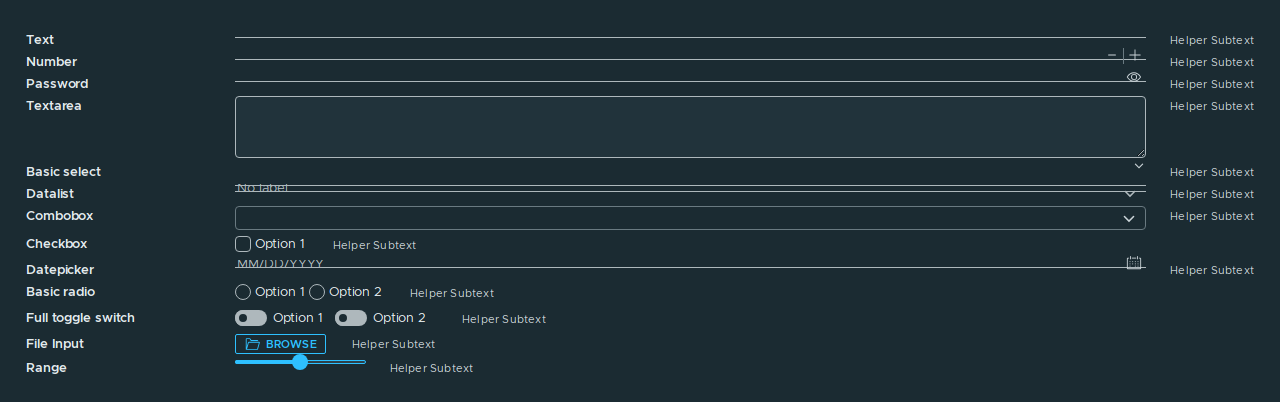 Text Helper Subtext
Number Helper Subtext
Password Helper Subtext
Textarea Helper Subtext
Basic select Helper Subtext
No label
Datalist Helper Subtext
Combobox Helper Subtext
Checkbox Option 1 Helper Subtext
MM/DD/YYYY
Datepicker Helper Subtext
Basic radio Option 1 Option 2 Helper Subtext
Full toggle switch Option 1 Option 2 Helper Subtext
File Input BROWSE Helper Subtext
Range Helper Subtext